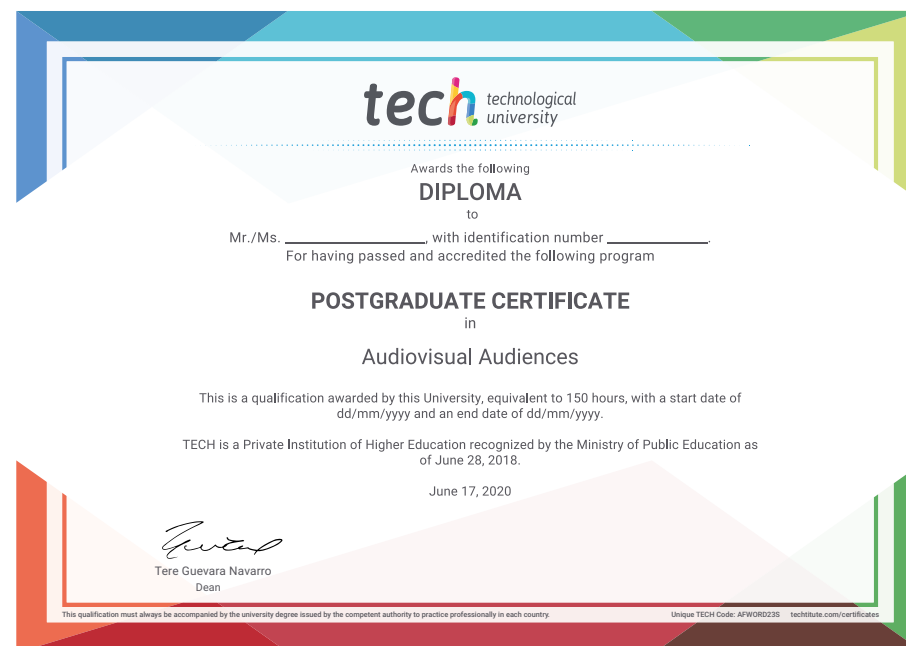 tech technological
university
Awards the following
DIPLOMA
to
Mr./Ms. ____________________, with identification number ______________.
For having passed and accredited the following program
POSTGRADUATE CERTIFICATE
in
Audiovisual Audiences
This is a qualification awarded by this University, equivalent to 150 hours, with a start date of
dd/mm/yyyy and an end date of dd/mm/yyyy.
TECH is a Private Institution of Higher Education recognized by the Ministry of Public Education as
of June 28, 2018.
June 17, 2020
Tere Guevara Navarro
Dean
This qualification must always be accompanied by the university degree issued by the competent authority to practice professionally in each country. Unique TECH Code: AFWORD23S techtitute.com/certificates